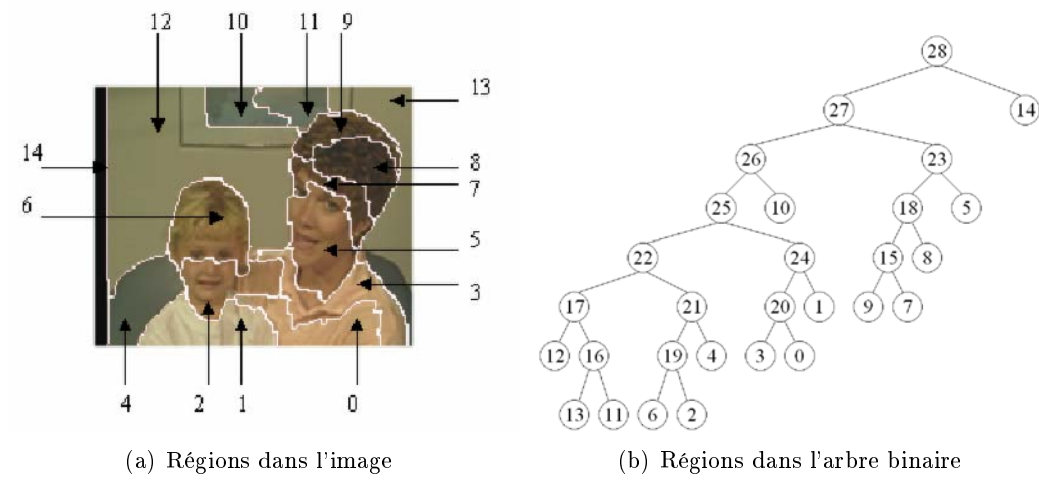 12 10 11 9
13
14
8
7
6
5
3
4 2 1 0
28
27 14
26 23
25 10 18 5
22 24 15 8
17 21 20 1 9 7
12 16 19 4 3 0
13 11 6 2
(a) Régions dans l'image
(b) Régions dans l'arbre binaire